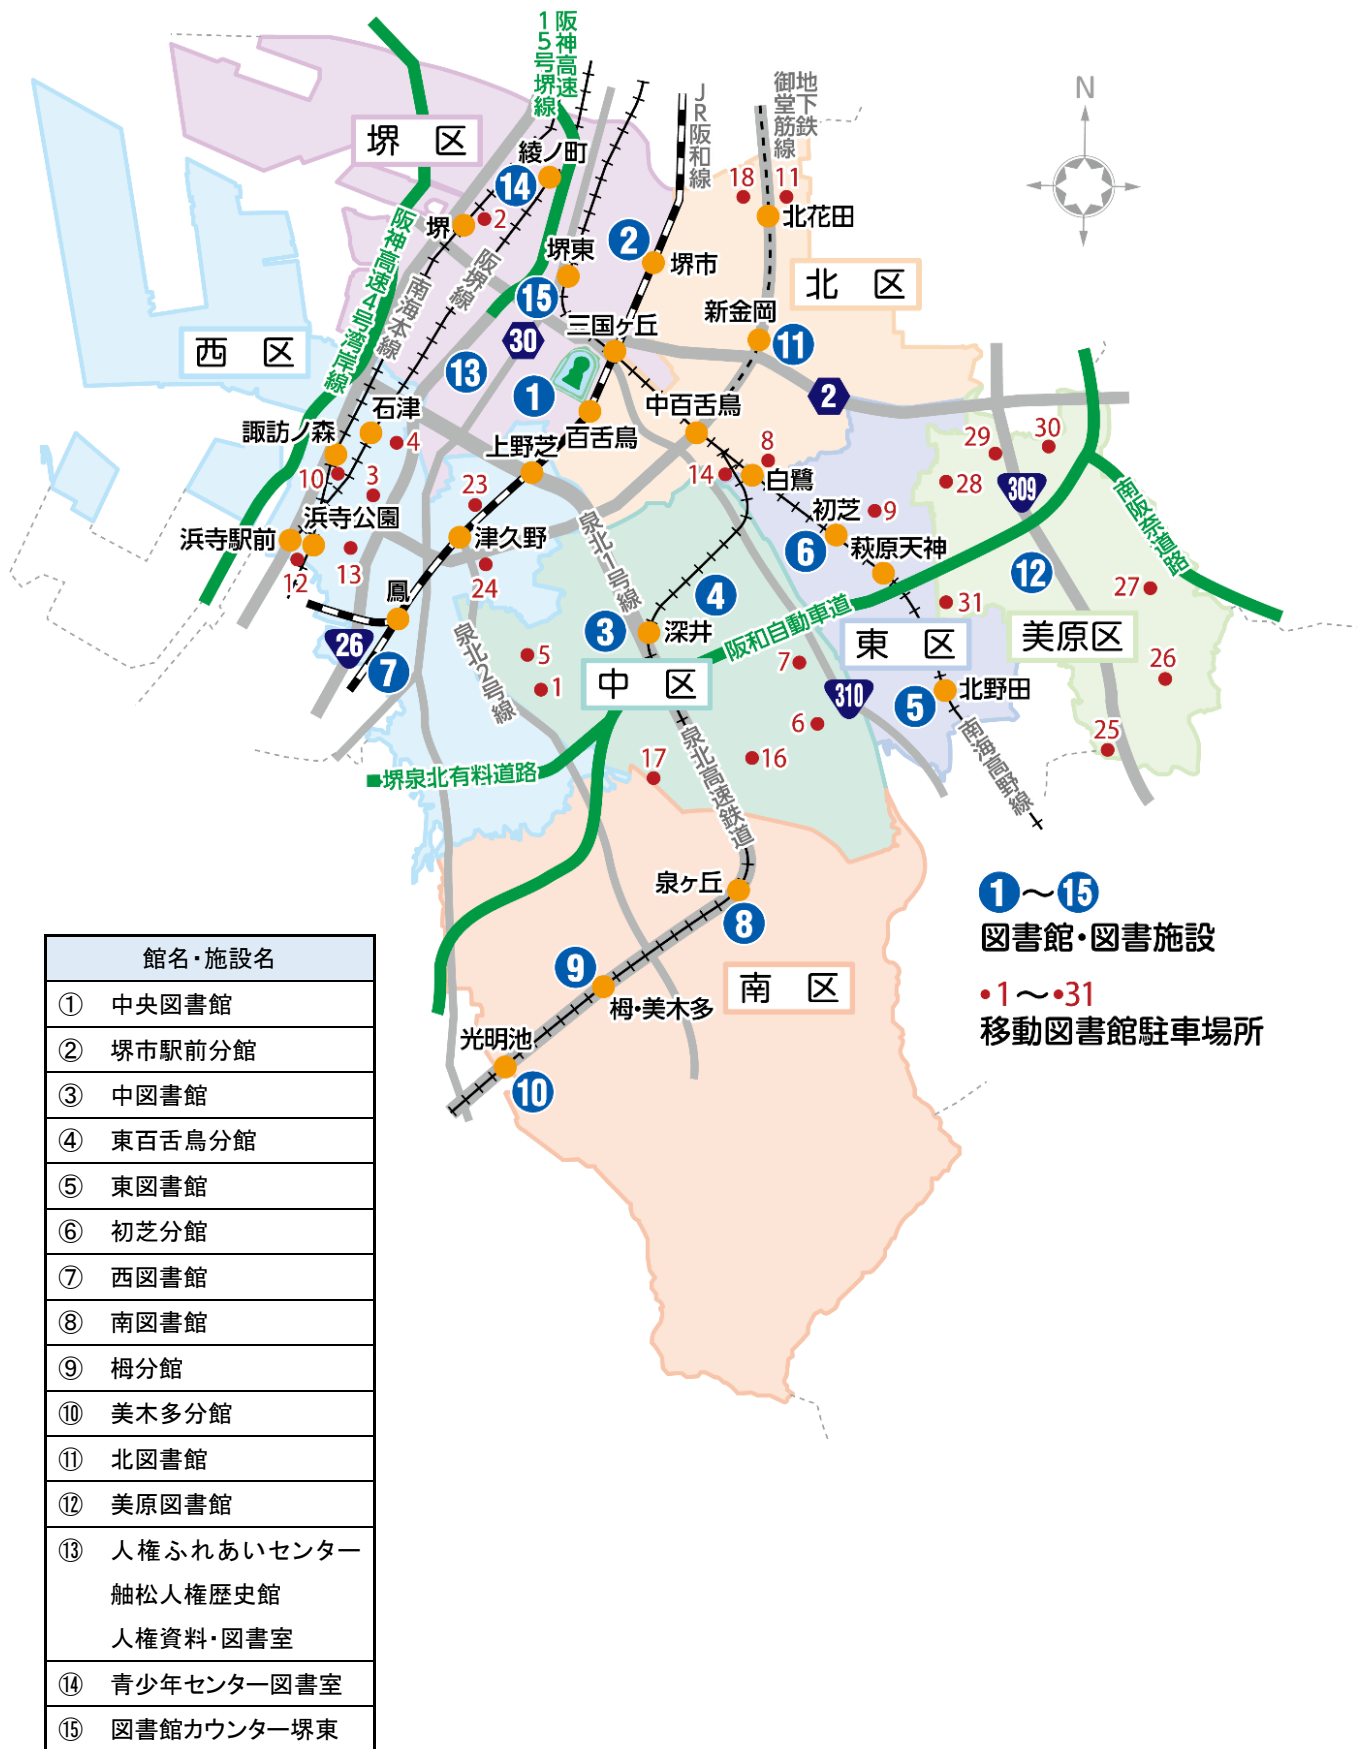 阪神高速
15号堺線
堺 区
綾ノ町
14
堺
2
阪神高速4号湾岸線
南海本線
阪堺線
堺東
15
2
堺市
JR阪和線
地下鉄
御堂筋線
18
11
北花田
北 区
N
西 区
30
三国ヶ丘
新金岡
11
13
1
百舌鳥
中百舌鳥
2
石津
諏訪ノ森
4
10
3
上野芝
23
14
8
白鷺
29
30
28
309
南阪奈道路
浜寺公園
浜寺駅前
12
13
津久野
24
泉北1号線
初芝
9
6
萩原天神
12
27
鳳
26
7
泉北2号線
5
1
3
4
深井
阪和自動車道
31
東 区
美原区
中 区
7
310
6
5
北野田
26
25
南海高野線
堺泉北有料道路
17
16
泉北高速鉄道
泉ヶ丘
8
9
栂・美木多
南 区
光明池
10
1～15
図書館・図書施設
・1～・31
移動図書館駐車場所
館名・施設名
① 中央図書館
② 堺市駅前分館
③ 中図書館
④ 東百舌鳥分館
⑤ 東図書館
⑥ 初芝分館
⑦ 西図書館
⑧ 南図書館
⑨ 栂分館
⑩ 美木多分館
⑪ 北図書館
⑫ 美原図書館
⑬ 人権ふれあいセンター
舳松人権歴史館
人権資料・図書室
⑭ 青少年センター図書室
⑮ 図書館カウンター堺東